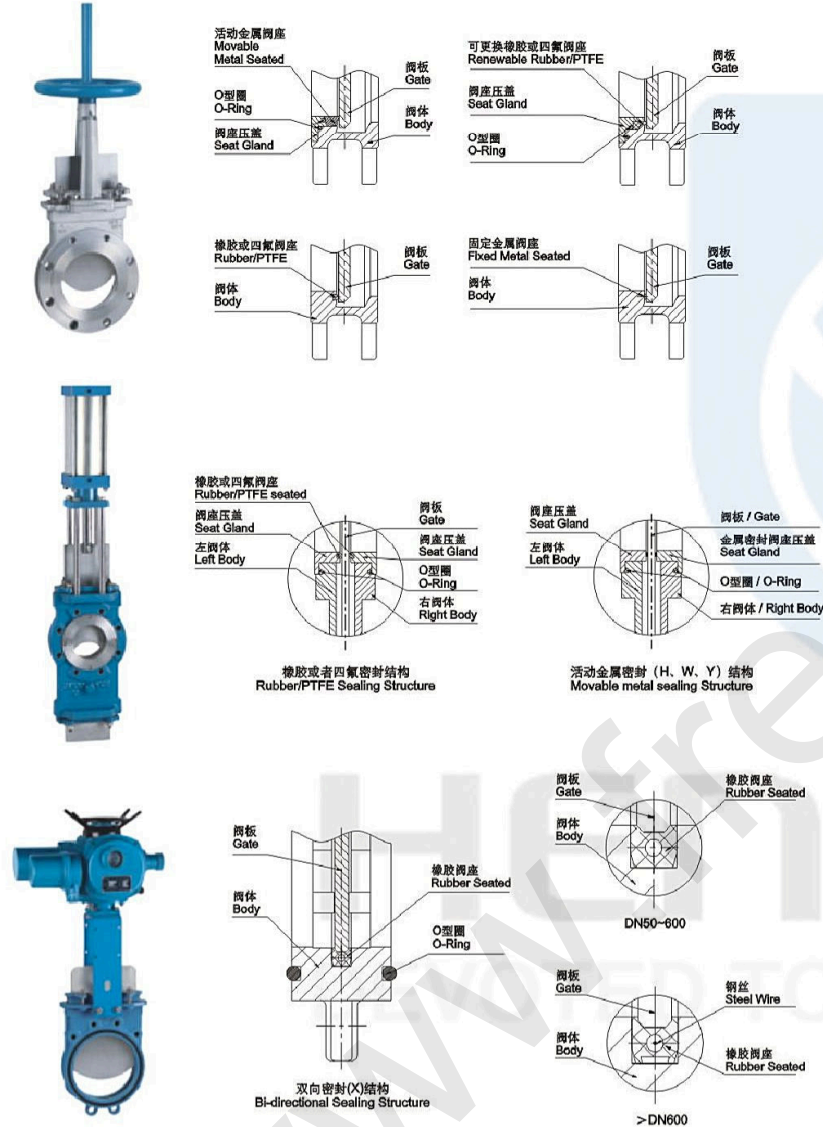 活动金属阀座
Movable
Metal Seated
O型圈
O-Ring
阀座压盖
Seat Gland
阀板
Gate
阀体
Body
可更换橡胶或四氟阀座
Renewable Rubber/PTFE
阀座压盖
Seat Gland
O型圈
O-Ring
阀板
Gate
阀体
Body
橡胶或四氟阀座
Rubber/PTFE
阀体
Body
阀板
Gate
固定金属阀座
Fixed Metal Seated
阀体
Body
阀板
Gate
橡胶或四氟阀座
Rubber/PTFE seated
阀座压盖
Seat Gland
左阀体
Left Body
阀板
Gate
阀座压盖
Seat Gland
O型圈
O-Ring
右阀体
Right Body
橡胶或者四氟密封结构
Rubber/PTFE Sealing Structure
阀座压盖
Seat Gland
左阀体
Left Body
阀板 / Gate
金属密封阀座压盖
Seat Gland
O型圈 / O-Ring
右阀体 / Right Body
活动金属密封 (H、W、Y) 结构
Movable metal sealing Structure
阀板
Gate
阀体
Body
橡胶阀座
Rubber Seated
O型圈
O-Ring
双向密封(X)结构
Bi-directional Sealing Structure
阀板
Gate
阀体
Body
橡胶阀座
Rubber Seated
DN50~600
阀板
Gate
阀体
Body
钢丝
Steel Wire
橡胶阀座
Rubber Seated
>DN600
DEVOTED TO
www.fre